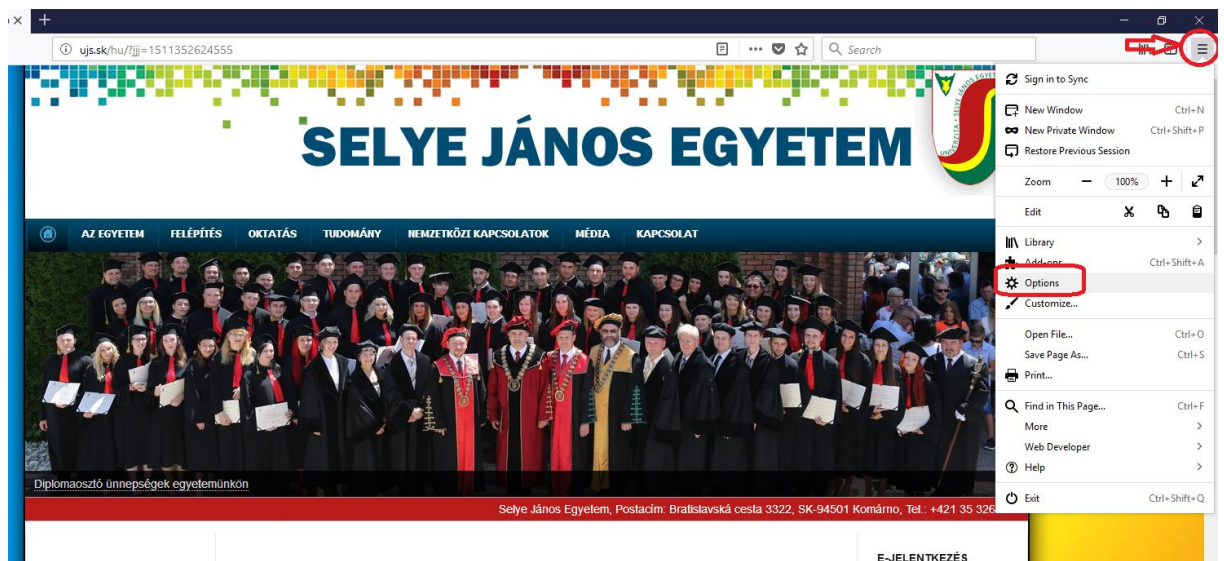 ujs.sk/hu/?jjj=1511352624555
Search
Sign in to Sync
New Window Ctrl+N
New Private Window Ctrl+Shift+P
Restore Previous Session
Zoom 100%
Edit
Library
Add-ons Ctrl+Shift+A
Options
Customize...
Open File... Ctrl+O
Save Page As... Ctrl+S
Print...
Find in This Page... Ctrl+F
More
Web Developer
Help
Exit Ctrl+Shift+Q
SELYE JÁNOS EGYETEM
AZ EGYETEM FELÉPÍTÉS OKTATÁS TUDOMÁNY NEMZETKÖZI KAPCSOLATOK MÉDIA KAPCSOLAT
Diplomaosztó ünnepségek egyetemünkön
Selye János Egyetem, Postacím: Bratislavská cesta 3322, SK-94501 Komárno, Tel.: +421 35 326
E-JELENTKEZÉS